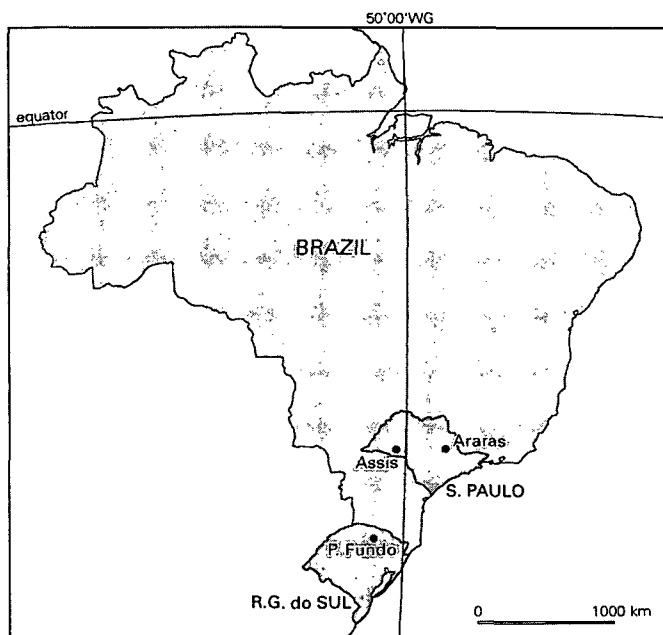 50°00'WG
equator
BRAZIL
Araras
Assis
S. PAULO
P. Fundo
R.G. do SUL
0 1000 km